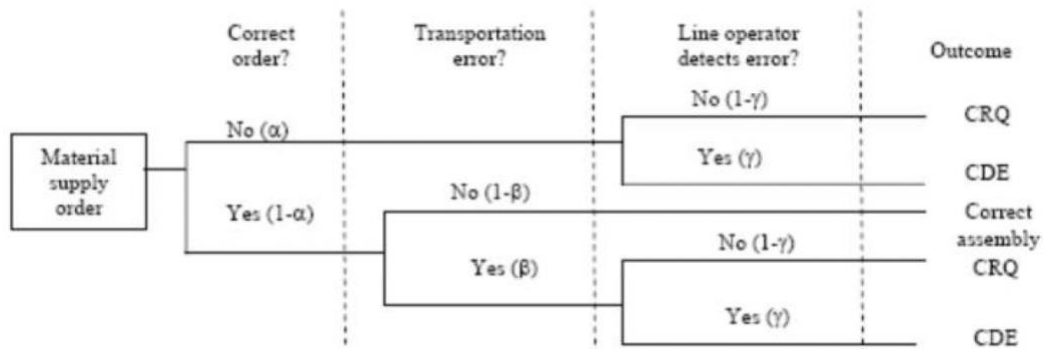 Correct
order?
Transportation
error?
Line operator
detects error?
Outcome
No (α)
No (1-γ)
CRQ
Material
supply
order
Yes (γ)
CDE
Yes (1-α)
No (1-β)
Correct
assembly
Yes (β)
No (1-γ)
CRQ
Yes (γ)
CDE